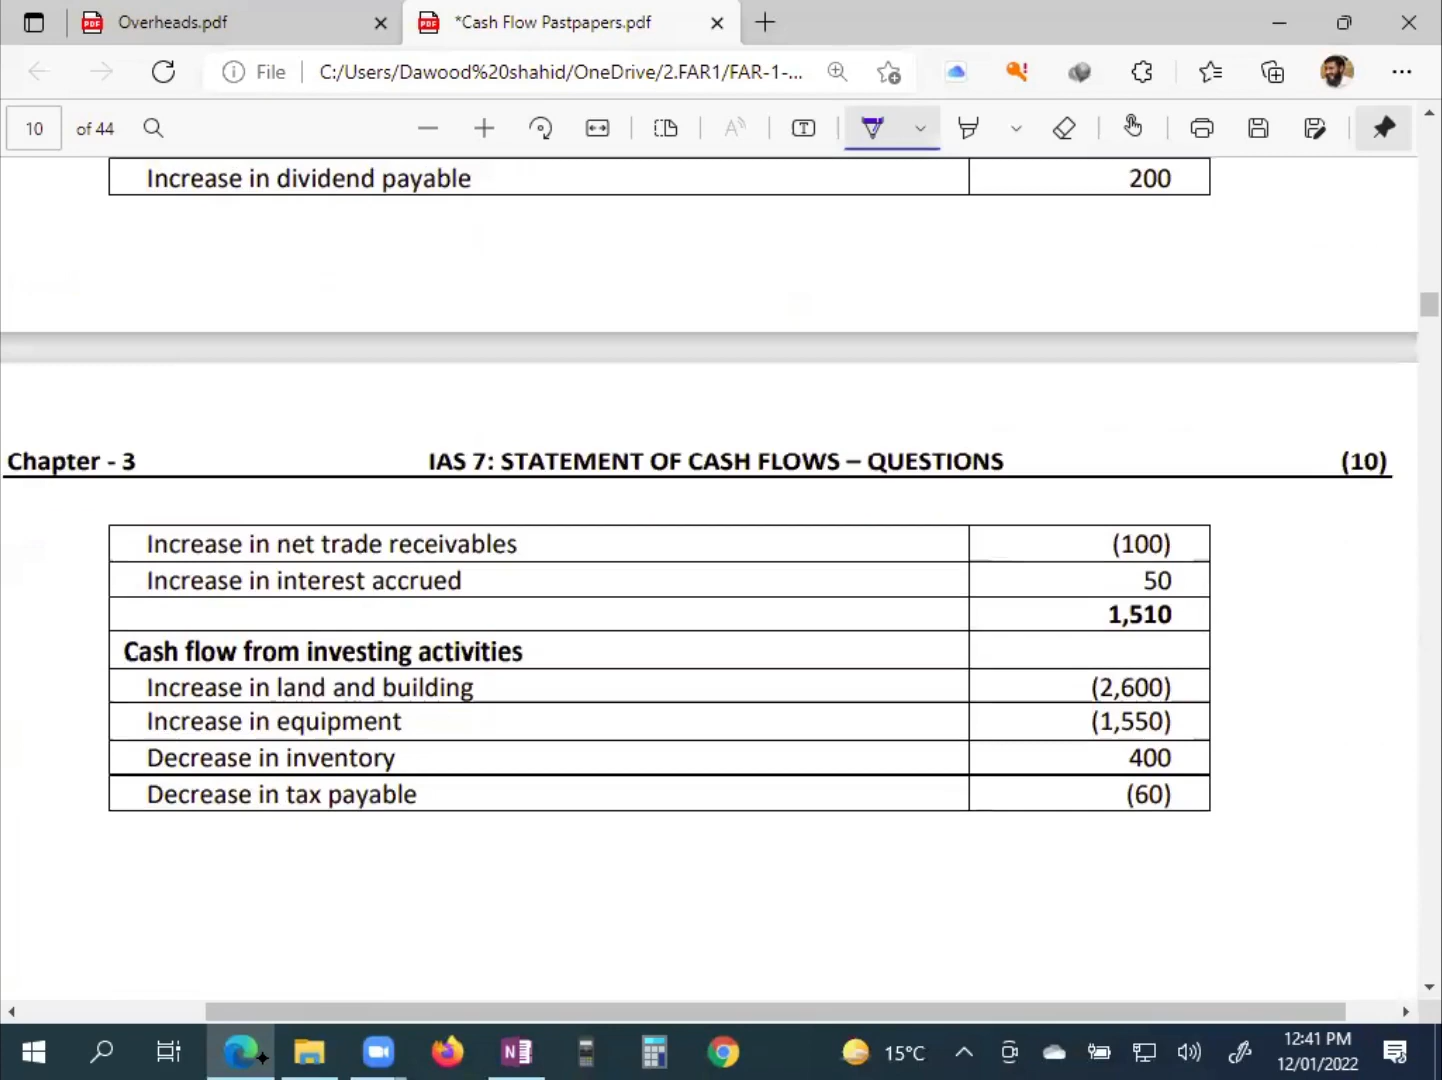 Overheads.pdf
*Cash Flow Pastpapers.pdf
File
C:/Users/Dawood%20shahid/OneDrive/2.FAR1/FAR-1-...
10 of 44
Increase in dividend payable 200
Chapter - 3 IAS 7: STATEMENT OF CASH FLOWS – QUESTIONS (10)
Increase in net trade receivables (100)
Increase in interest accrued 50
1,510
Cash flow from investing activities
Increase in land and building (2,600)
Increase in equipment (1,550)
Decrease in inventory 400
Decrease in tax payable (60)
15°C
12:41 PM
12/01/2022